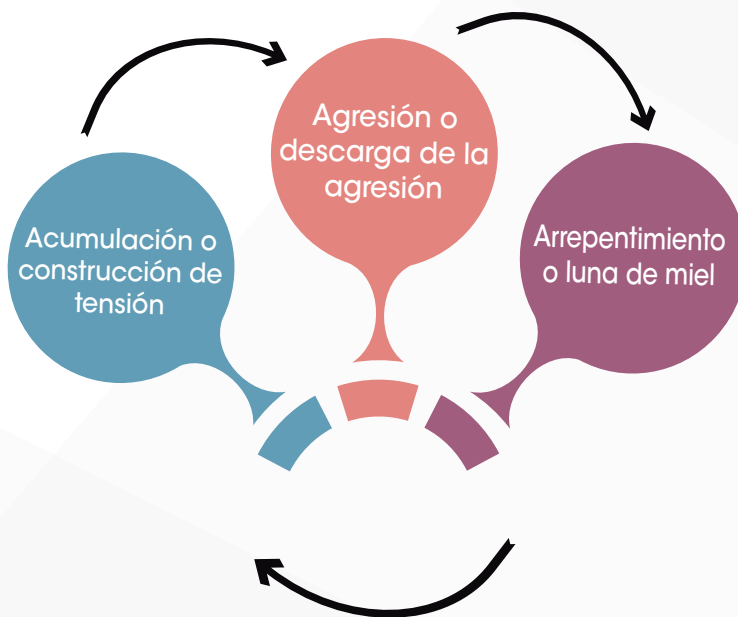 Acumulación o
construcción de
tensión
Agresión o
descarga de la
agresión
Arrepentimiento
o luna de miel